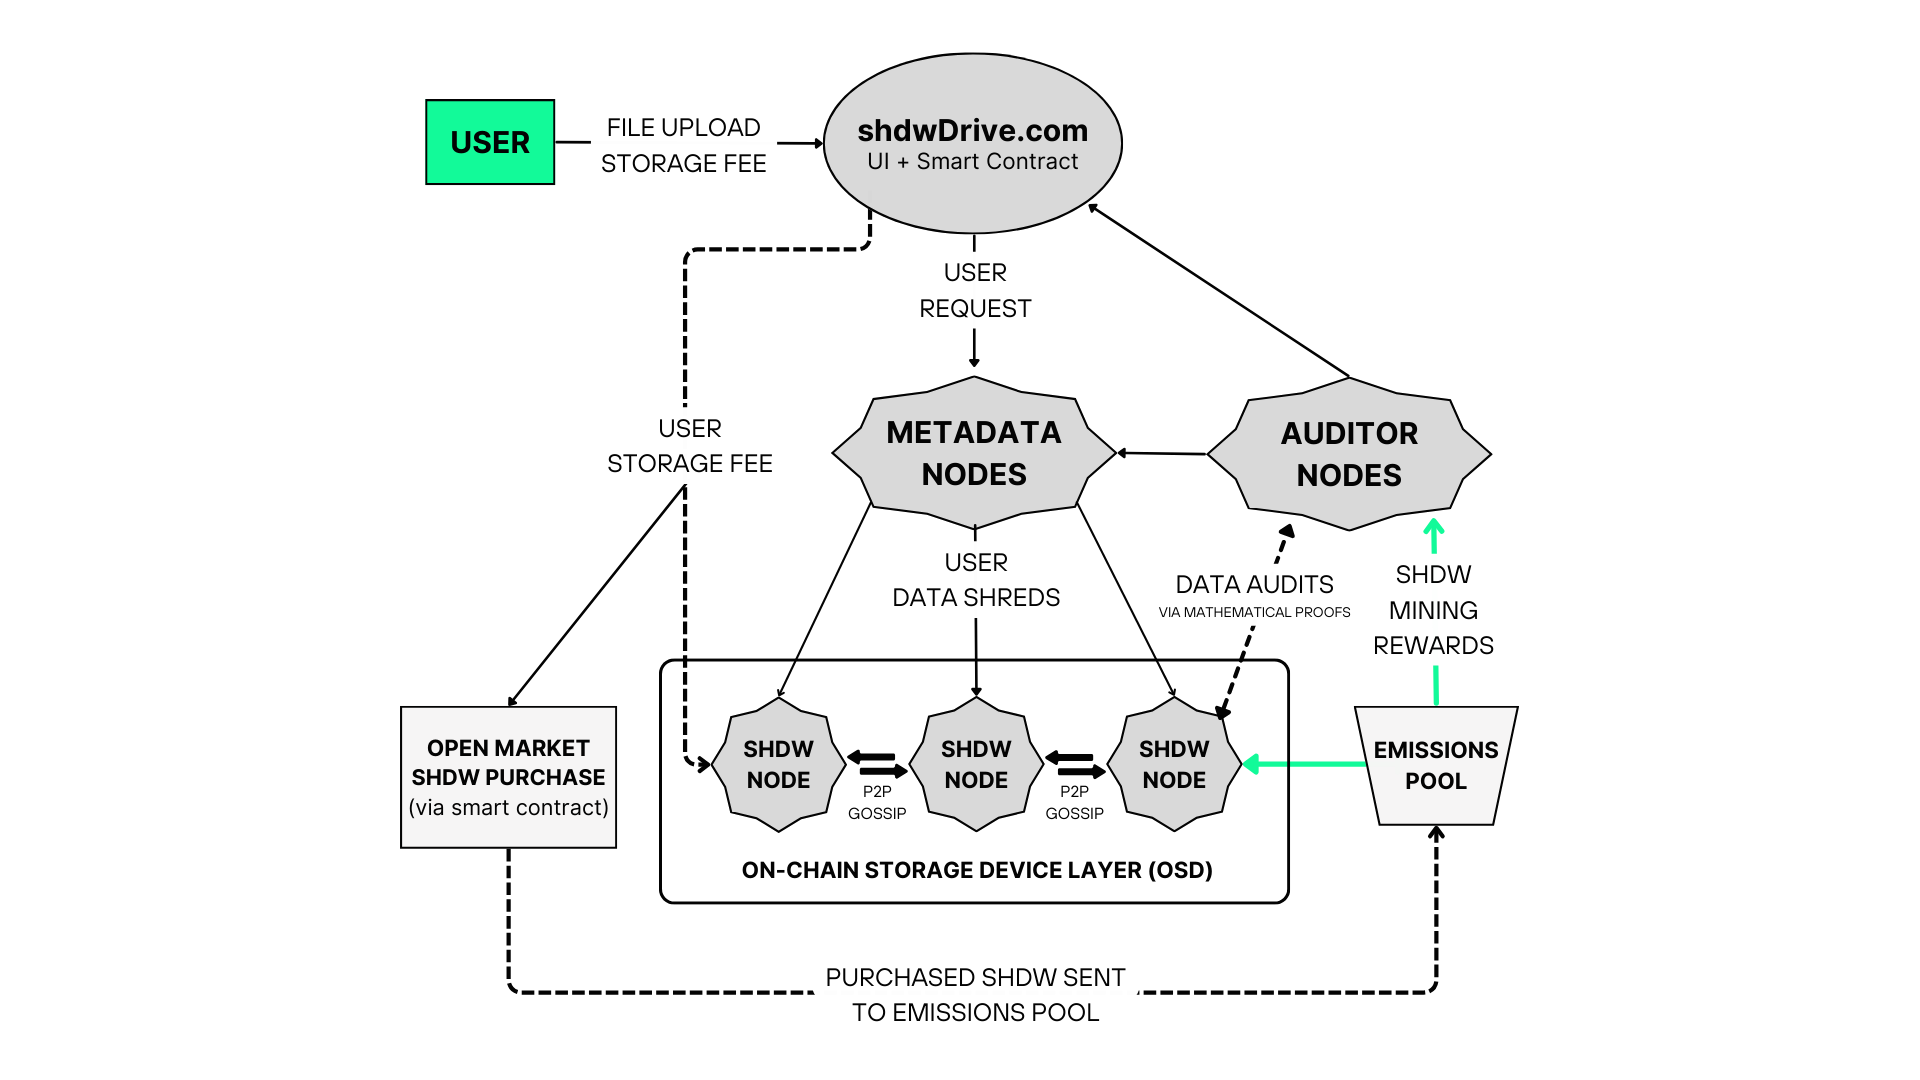 USER
FILE UPLOAD
STORAGE FEE
shdwDrive.com
UI + Smart Contract
USER
REQUEST
USER
STORAGE FEE
METADATA
NODES
AUDITOR
NODES
USER
DATA SHREDS
DATA AUDITS
VIA MATHEMATICAL PROOFS
SHDW
MINING
REWARDS
OPEN MARKET
SHDW PURCHASE
(via smart contract)
SHDW
NODE
P2P
GOSSIP
SHDW
NODE
P2P
GOSSIP
SHDW
NODE
EMISSIONS
POOL
ON-CHAIN STORAGE DEVICE LAYER (OSD)
PURCHASED SHDW SENT
TO EMISSIONS POOL